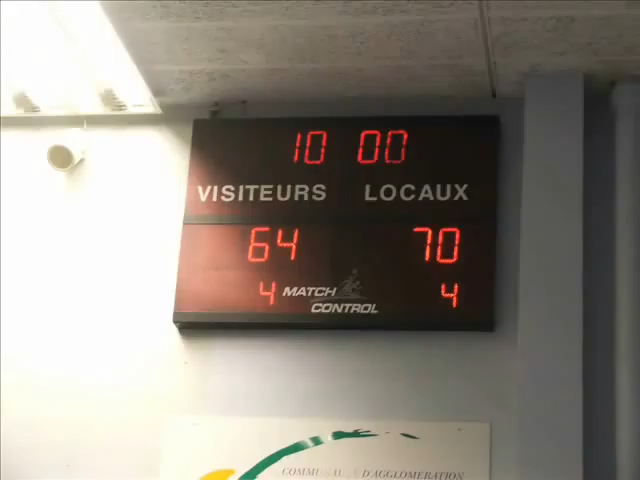 10 00
VISITEURS LOCAUX
64 70
4 4
MATCH
CONTROL
D'AGGLOMERATION